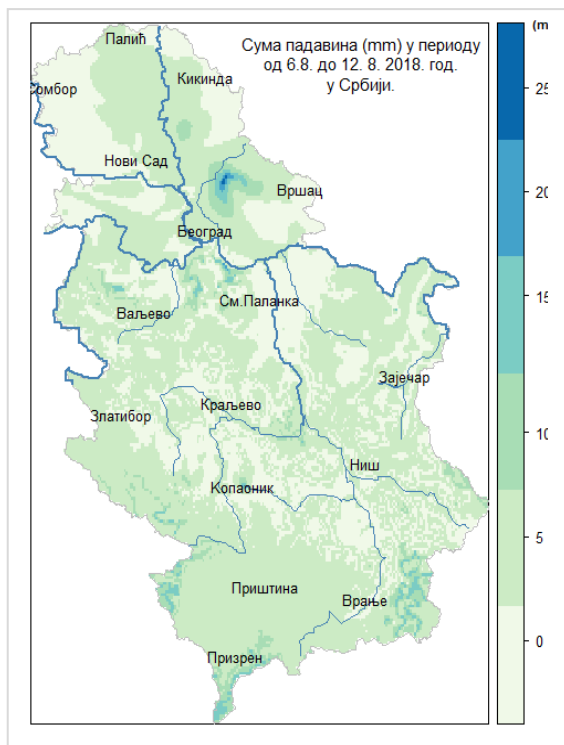 (m
Палић
Сума падавина (mm) у периоду
од 6.8. до 12. 8. 2018. год.
у Србији.
Кикинда
Сомбор
25
Нови Сад
Вршац
20
Београд
См.Паланка
15
Ваљево
Зајечар
Златибор
Краљево
10
Ниш
Копаоник
5
Приштина
Врање
0
Призрен